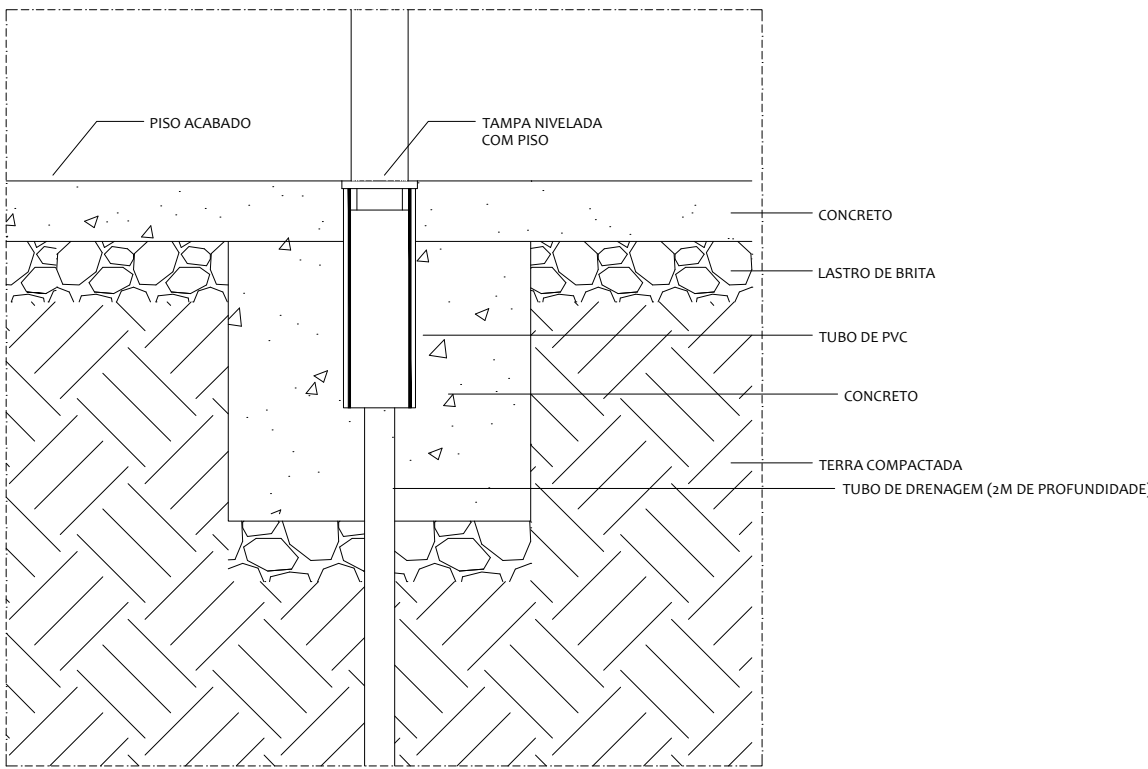 PISO ACABADO
TAMPA NIVELADA
COM PISO
CONCRETO
LASTRO DE BRITA
TUBO DE PVC
CONCRETO
TERRA COMPACTADA
TUBO DE DRENAGEM (2M DE PROFUNDIDADE)